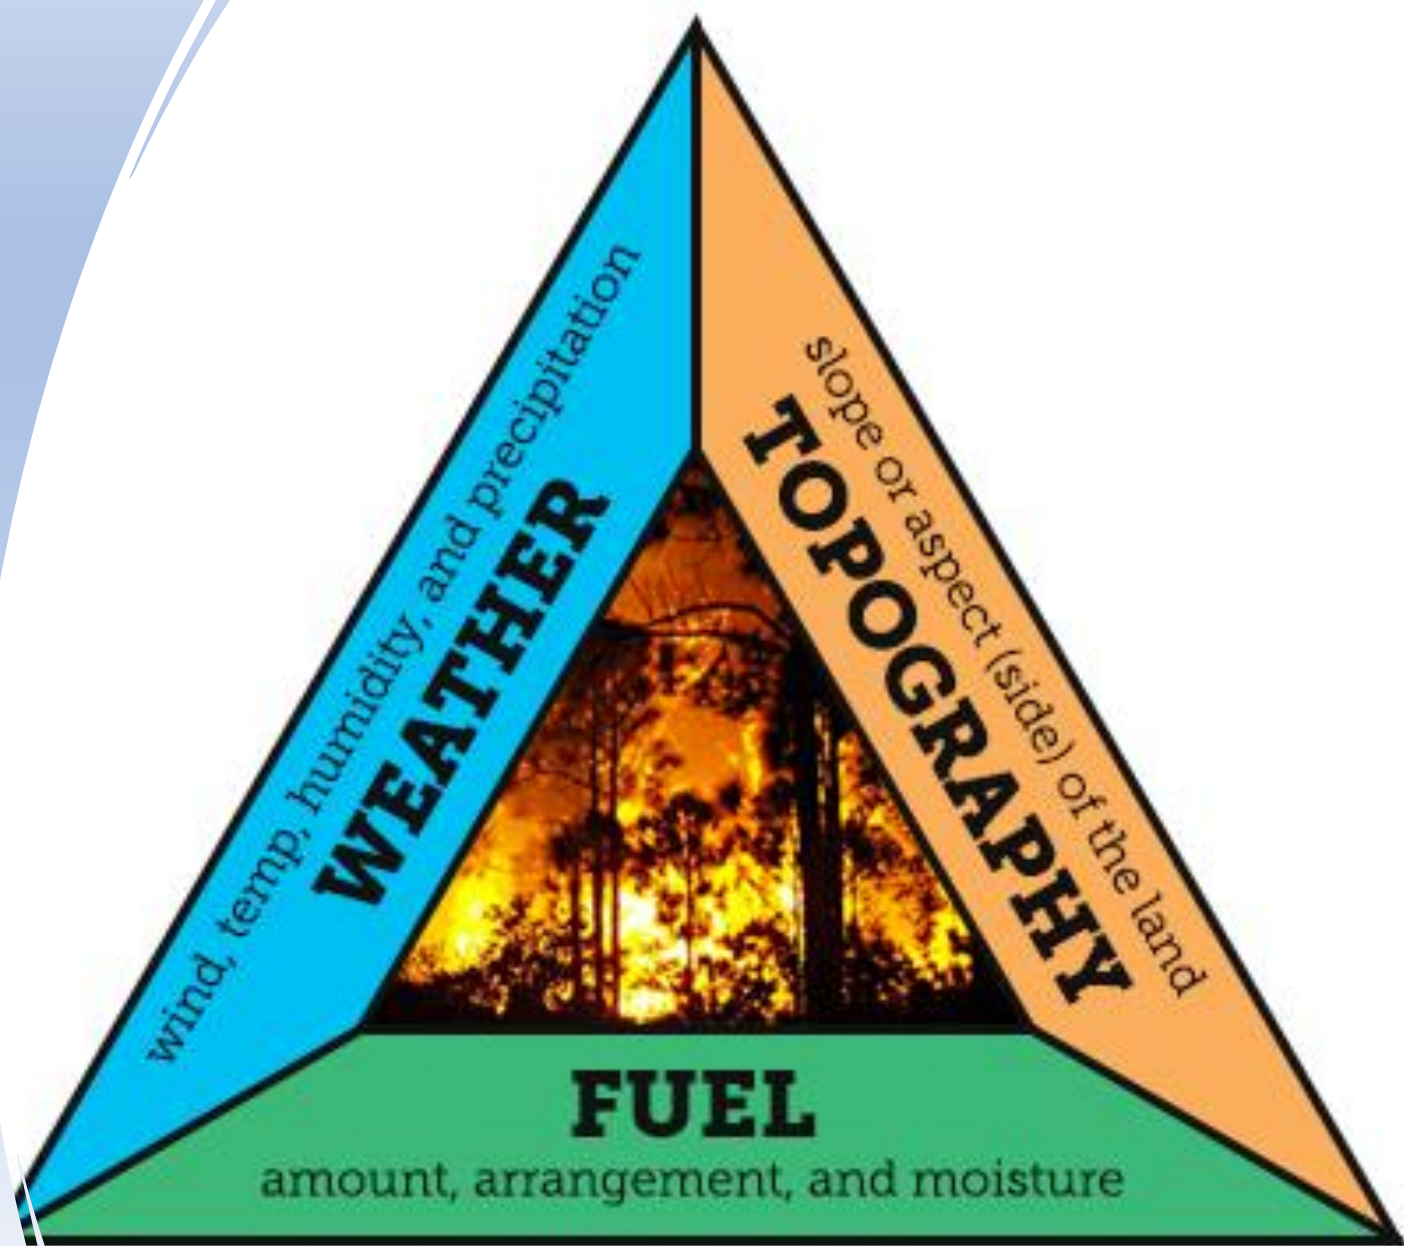 wind, temp, humidity, and precipitation
WEATHER
slope or aspect (side) of the land
TOPOGRAPHY
FUEL
amount, arrangement, and moisture